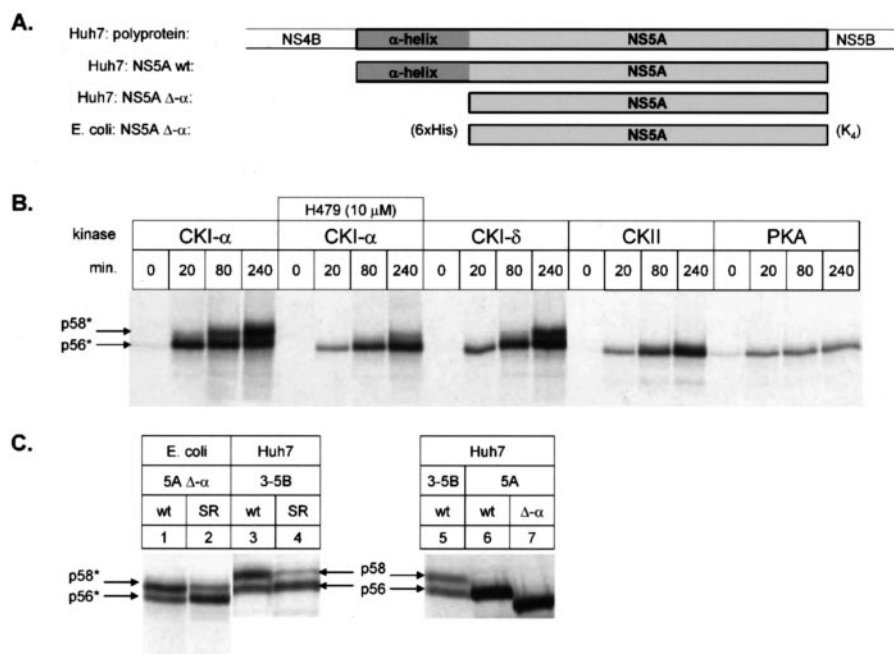 A.
Huh7: polyprotein: NS4B α-helix NS5A NS5B
Huh7: NS5A wt: α-helix NS5A
Huh7: NS5A Δ-α: NS5A
E. coli: NS5A Δ-α: (6xHis) NS5A (K4)
B.
H479 (10 μM)
kinase CKI-α CKI-α CKI-δ CKII PKA
min. 0 20 80 240 0 20 80 240 0 20 80 240 0 20 80 240 0 20 80 240
p58*
p56*
C.
E. coli Huh7 Huh7
5A Δ-α 3-5B 3-5B 5A
wt SR wt SR wt wt Δ-α
1 2 3 4 5 6 7
p58* p58
p56* p56